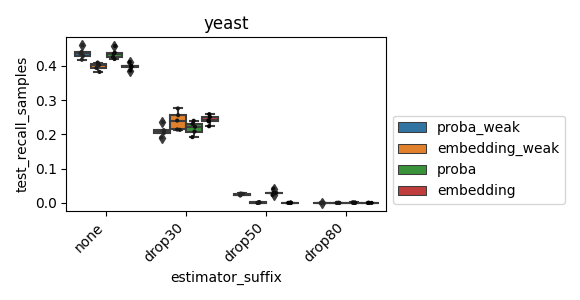 yeast
test_recall_samples
0.4
0.3
0.2
0.1
0.0
none
drop30
drop50
drop80
estimator_suffix
proba_weak
embedding_weak
proba
embedding